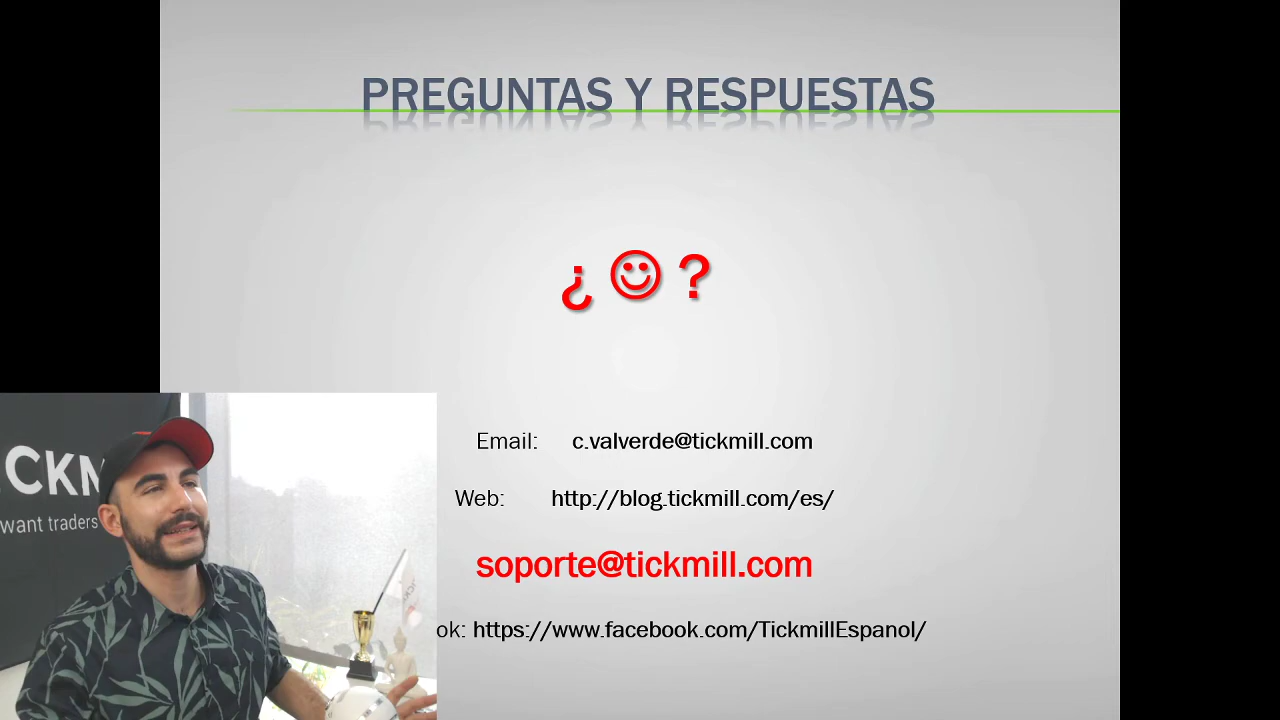 PREGUNTAS Y RESPUESTAS
¿ ☺ ?
Email: c.valverde@tickmill.com
Web: http://blog.tickmill.com/es/
soporte@tickmill.com
ok: https://www.facebook.com/TickmillEspanol/
ICKM
want traders